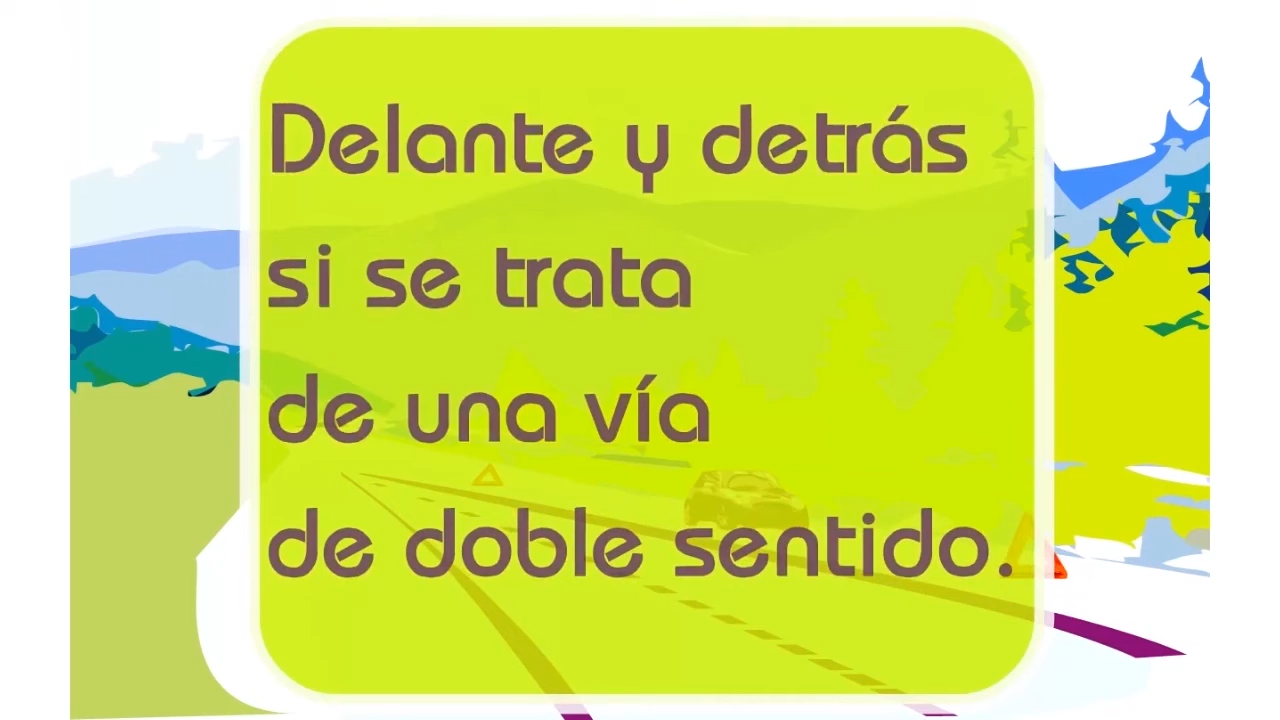 Delante y detrás
si se trata
de una vía
de doble sentido.